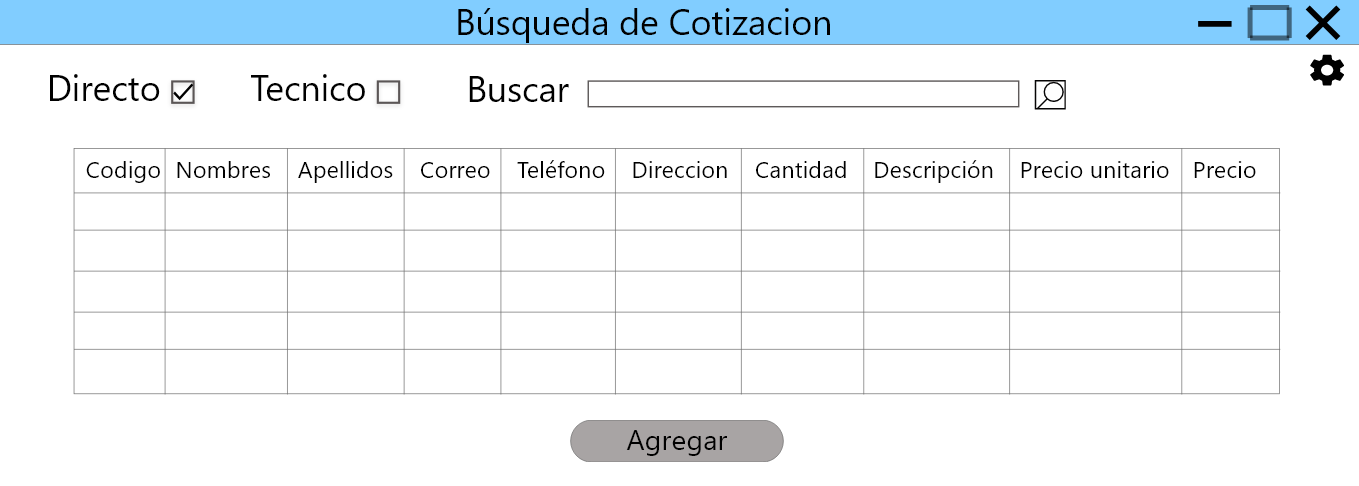 Búsqueda de Cotizacion
Directo Tecnico Buscar
Codigo Nombres Apellidos Correo Teléfono Direccion Cantidad Descripción Precio unitario Precio
Agregar